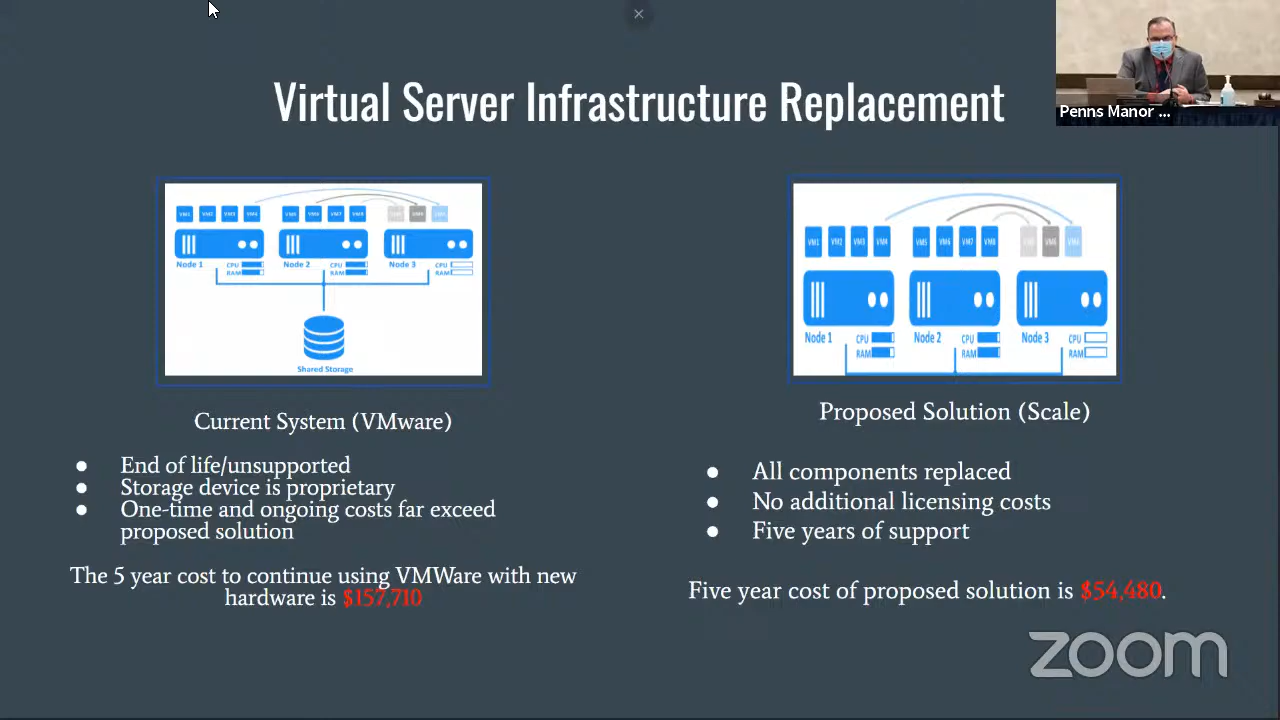 Virtual Server Infrastructure Replacement
Penns Manor ...
VM1 VM2 VM3 VM4 VM5 VM6 VM7 VM8
Node 1 CPU RAM Node 2 CPU RAM Node 3 CPU RAM
Shared Storage
VM1 VM2 VM3 VM4 VM5 VM6 VM7 VM8 VM6
Node 1 CPU RAM Node 2 CPU RAM Node 3 CPU RAM
Current System (VMware)
● End of life/unsupported
● Storage device is proprietary
● One-time and ongoing costs far exceed
proposed solution
The 5 year cost to continue using VMWare with new
hardware is $157,710
Proposed Solution (Scale)
● All components replaced
● No additional licensing costs
● Five years of support
Five year cost of proposed solution is $54,480.
zoom